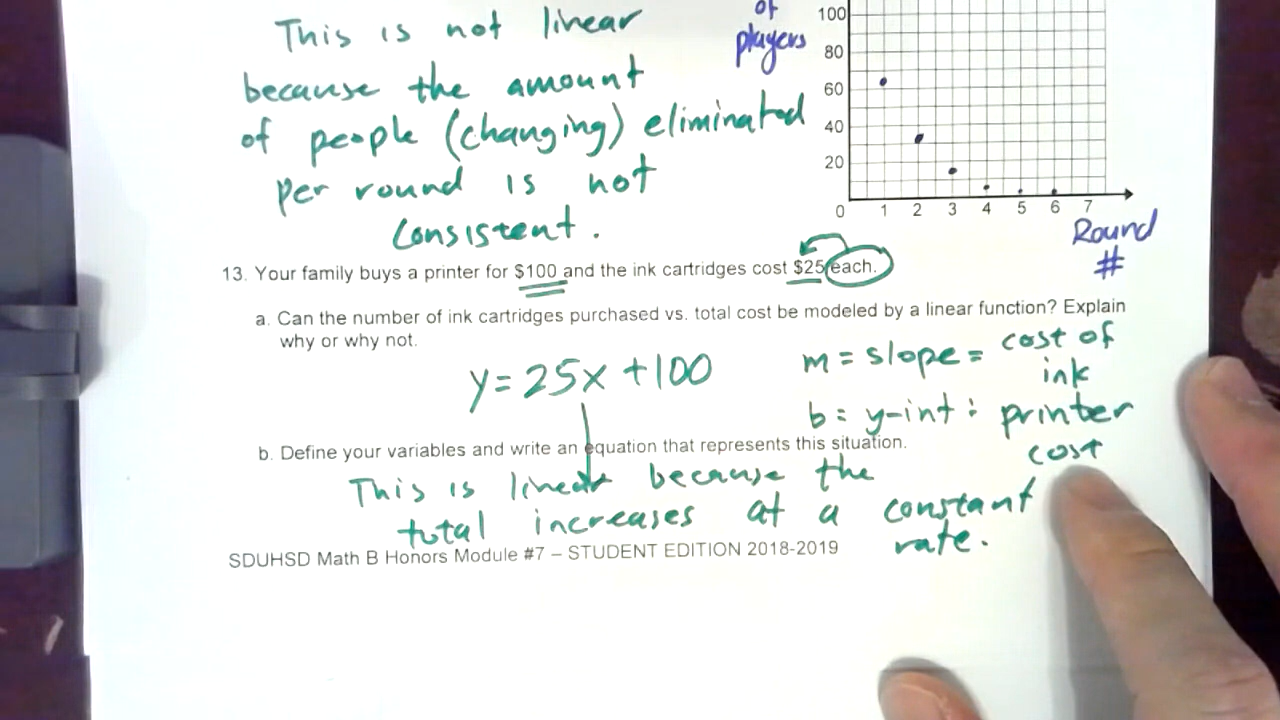 This is not linear
because the amount
of people (changing) eliminated
per round is not
consistent.
of
players
100
80
60
40
20
0 1 2 3 4 5 6 7
Round
#
13. Your family buys a printer for $100 and the ink cartridges cost $25 each.
a. Can the number of ink cartridges purchased vs. total cost be modeled by a linear function? Explain
why or why not.
y=25x+100
m = slope = cost of
ink
b = y-int : printer
cost
b. Define your variables and write an equation that represents this situation.
This is linear because the
total increases at a constant
rate.
SDUHSD Math B Honors Module #7 – STUDENT EDITION 2018-2019